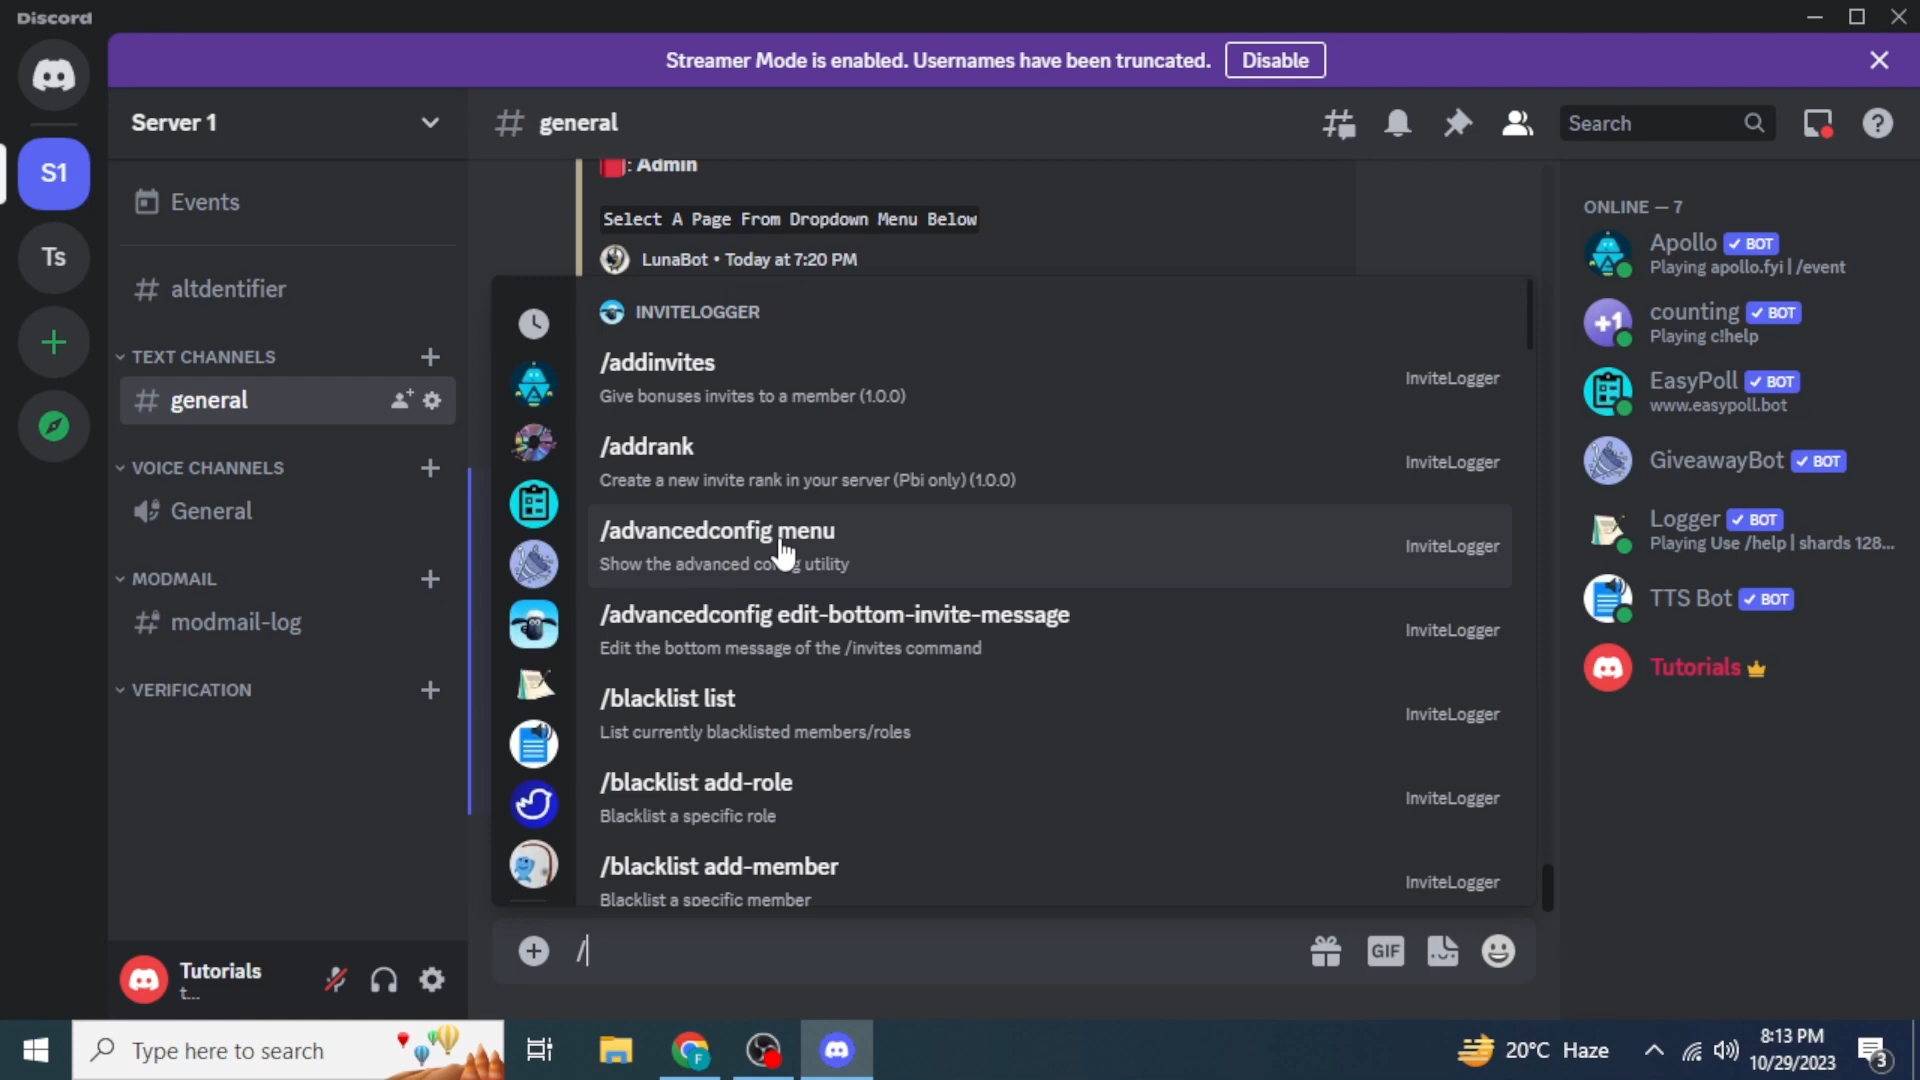 Discord
Streamer Mode is enabled. Usernames have been truncated. Disable
Server 1
general
Search
: Admin
Select A Page From Dropdown Menu Below
LunaBot • Today at 7:20 PM
S1
Ts
Events
altdentifier
TEXT CHANNELS
general
VOICE CHANNELS
General
MODMAIL
modmail-log
VERIFICATION
Tutorials
t...
INVITELOGGER
/addinvites
Give bonuses invites to a member (1.0.0)
InviteLogger
/addrank
Create a new invite rank in your server (Pbi only) (1.0.0)
InviteLogger
/advancedconfig menu
Show the advanced config utility
InviteLogger
/advancedconfig edit-bottom-invite-message
Edit the bottom message of the /invites command
InviteLogger
/blacklist list
List currently blacklisted members/roles
InviteLogger
/blacklist add-role
Blacklist a specific role
InviteLogger
/blacklist add-member
Blacklist a specific member
InviteLogger
/
GIF
ONLINE — 7
Apollo ✓ BOT
Playing apollo.fyi | /event
+1
counting ✓ BOT
Playing c!help
EasyPoll ✓ BOT
www.easypoll.bot
GiveawayBot ✓ BOT
Logger ✓ BOT
Playing Use /help | shards 128...
TTS Bot ✓ BOT
Tutorials
Type here to search
F
20°C Haze
8:13 PM
10/29/2023
3